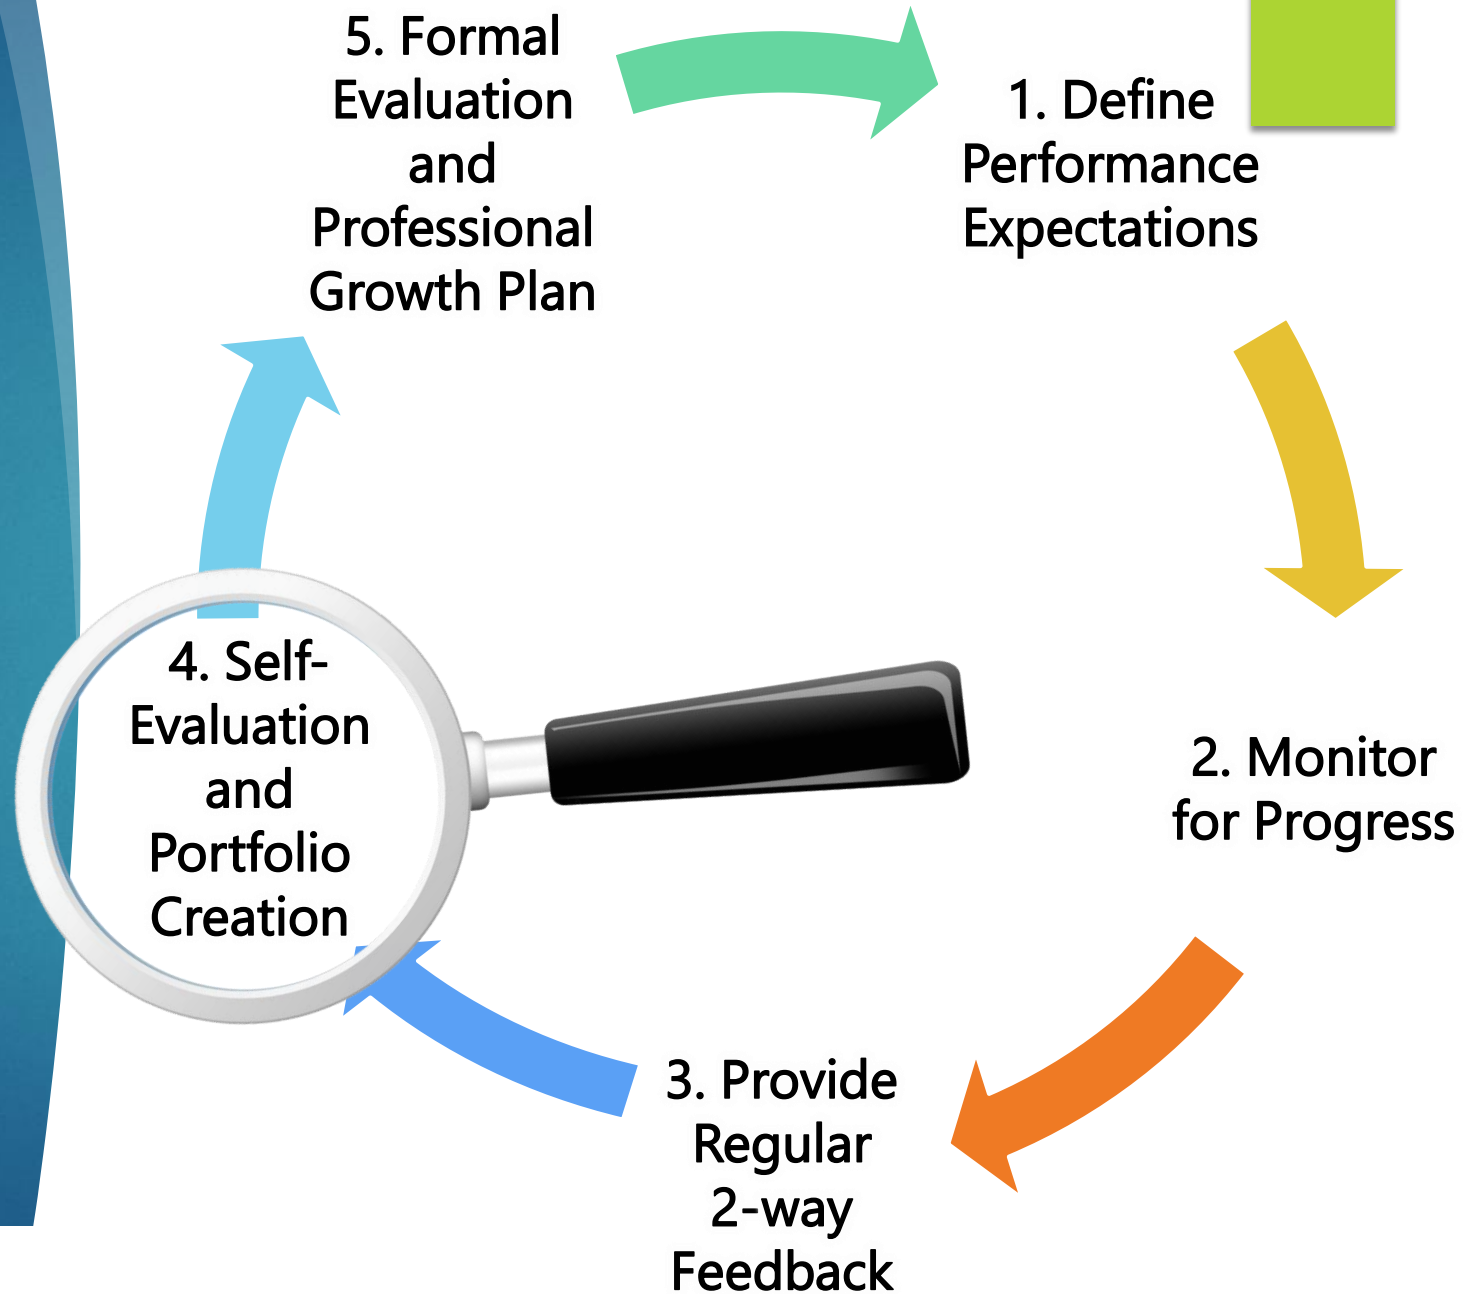 5. Formal
Evaluation
and
Professional
Growth Plan
1. Define
Performance
Expectations
2. Monitor
for Progress
3. Provide
Regular
2-way
Feedback
4. Self-
Evaluation
and
Portfolio
Creation